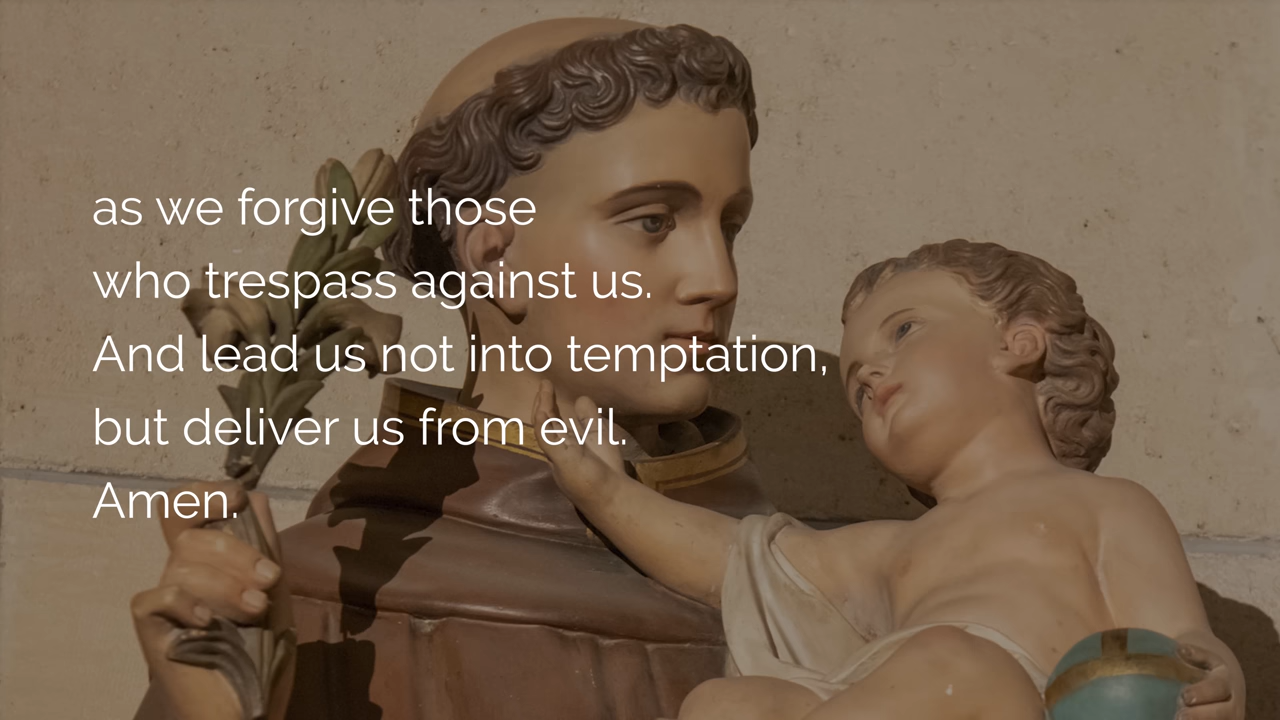 as we forgive those
who trespass against us.
And lead us not into temptation,
but deliver us from evil.
Amen.